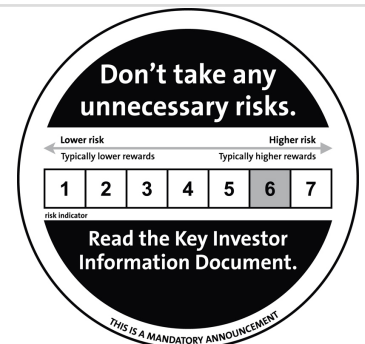 Don't take any
unnecessary risks.
Lower risk Higher risk
Typically lower rewards Typically higher rewards
1 2 3 4 5 6 7
risk indicator
Read the Key Investor
Information Document.
THIS IS A MANDATORY ANNOUNCEMENT